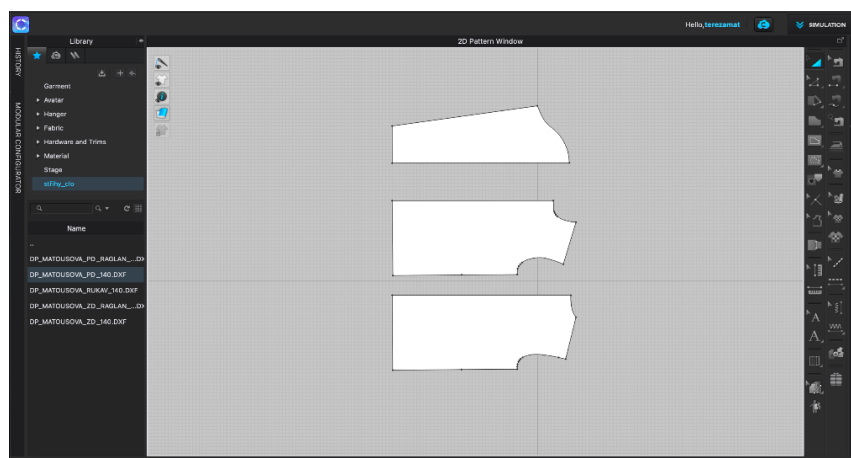 Hello,terezamat
SIMULATION
Library
2D Pattern Window
HISTORY
MODULAR CONFIGURATOR
Garment
Avatar
Hanger
Fabric
Hardware and Trims
Material
Stage
střihy_clo
Name
..
DP_MATOUSOVA_PD_RAGLAN_...DX
DP_MATOUSOVA_PD_140.DXF
DP_MATOUSOVA_RUKAV_140.DXF
DP_MATOUSOVA_ZD_RAGLAN_...DX
DP_MATOUSOVA_ZD_140.DXF